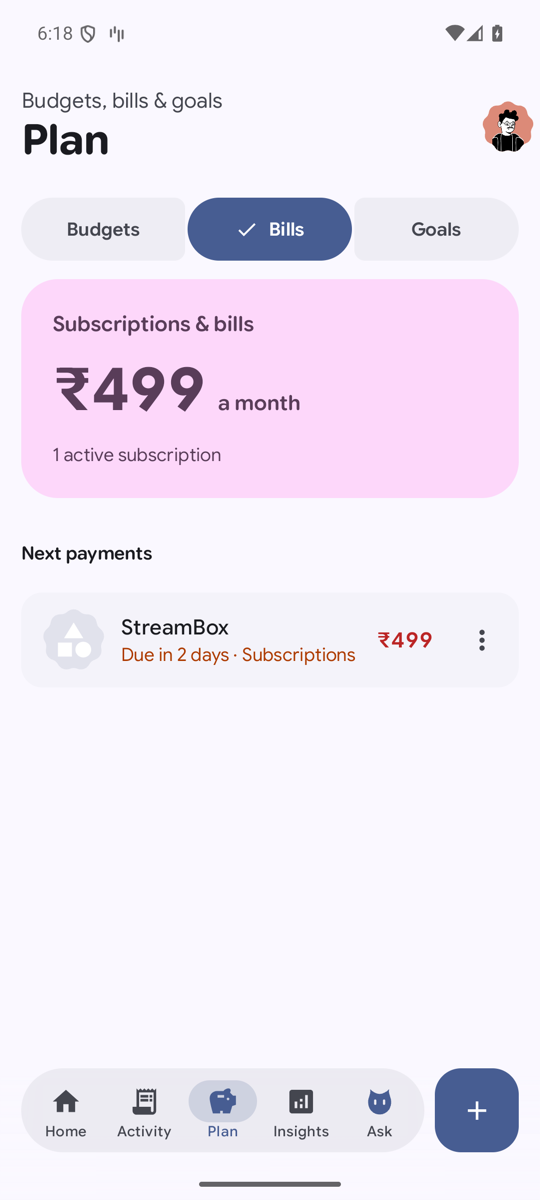 6:18
Budgets, bills & goals
Plan
Budgets
Bills
Goals
Subscriptions & bills
₹499 a month
1 active subscription
Next payments
StreamBox
Due in 2 days · Subscriptions
₹499
Home
Activity
Plan
Insights
Ask